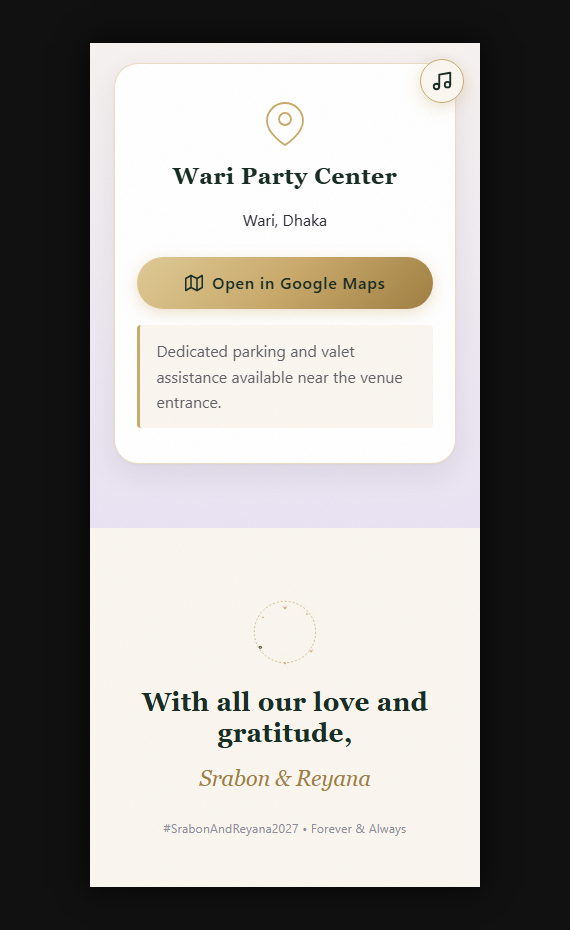 Wari Party Center
Wari, Dhaka
Open in Google Maps
Dedicated parking and valet
assistance available near the venue
entrance.
With all our love and
gratitude,
Srabon & Reyana
#SrabonAndReyana2027 • Forever & Always